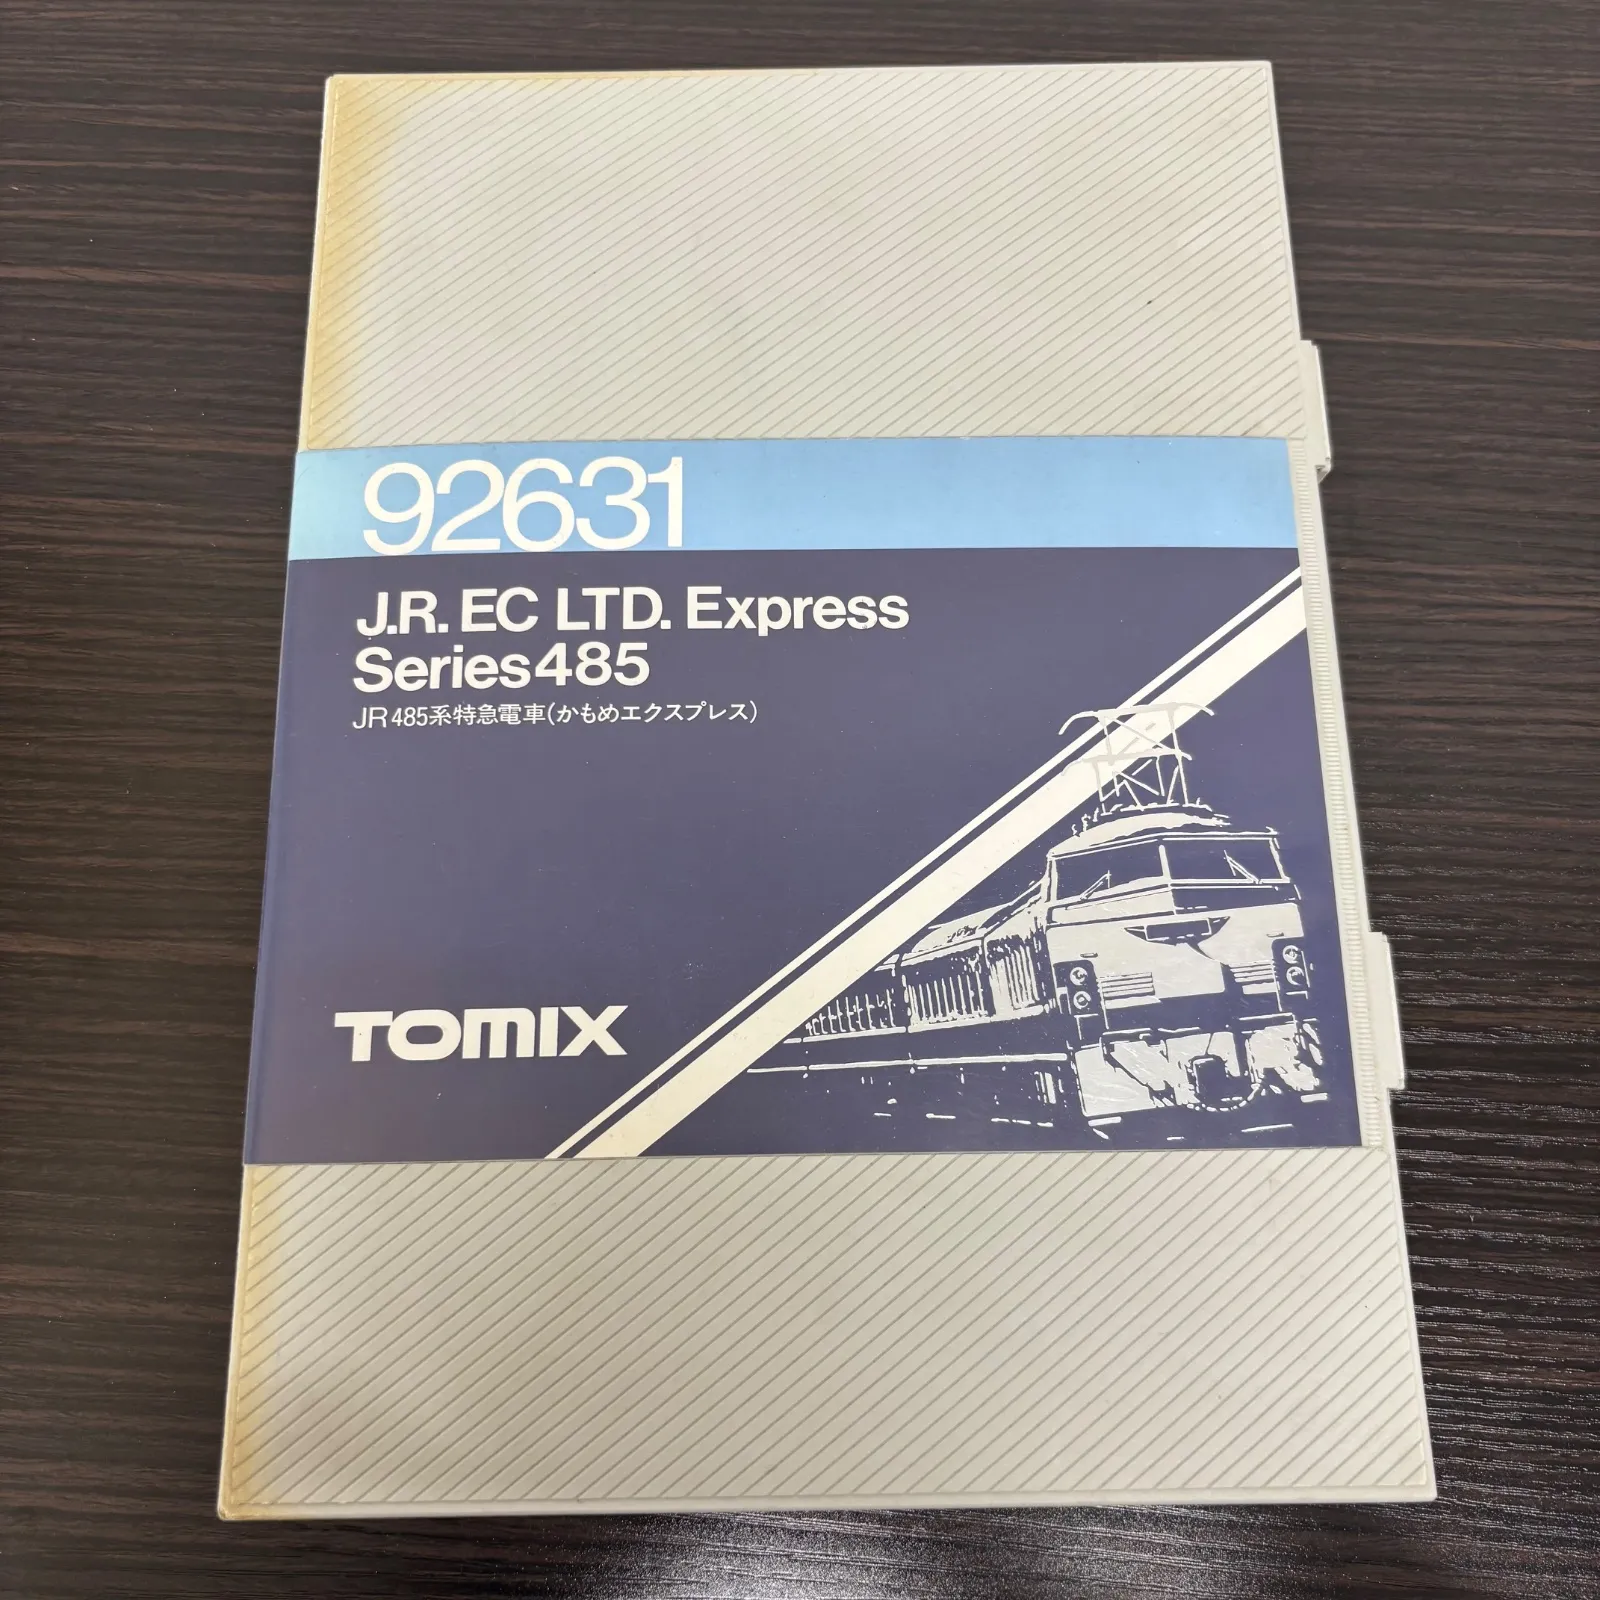 92631
J.R. EC LTD. Express
Series485
JR485系特急電車(かもめエクスプレス)
TOMIX